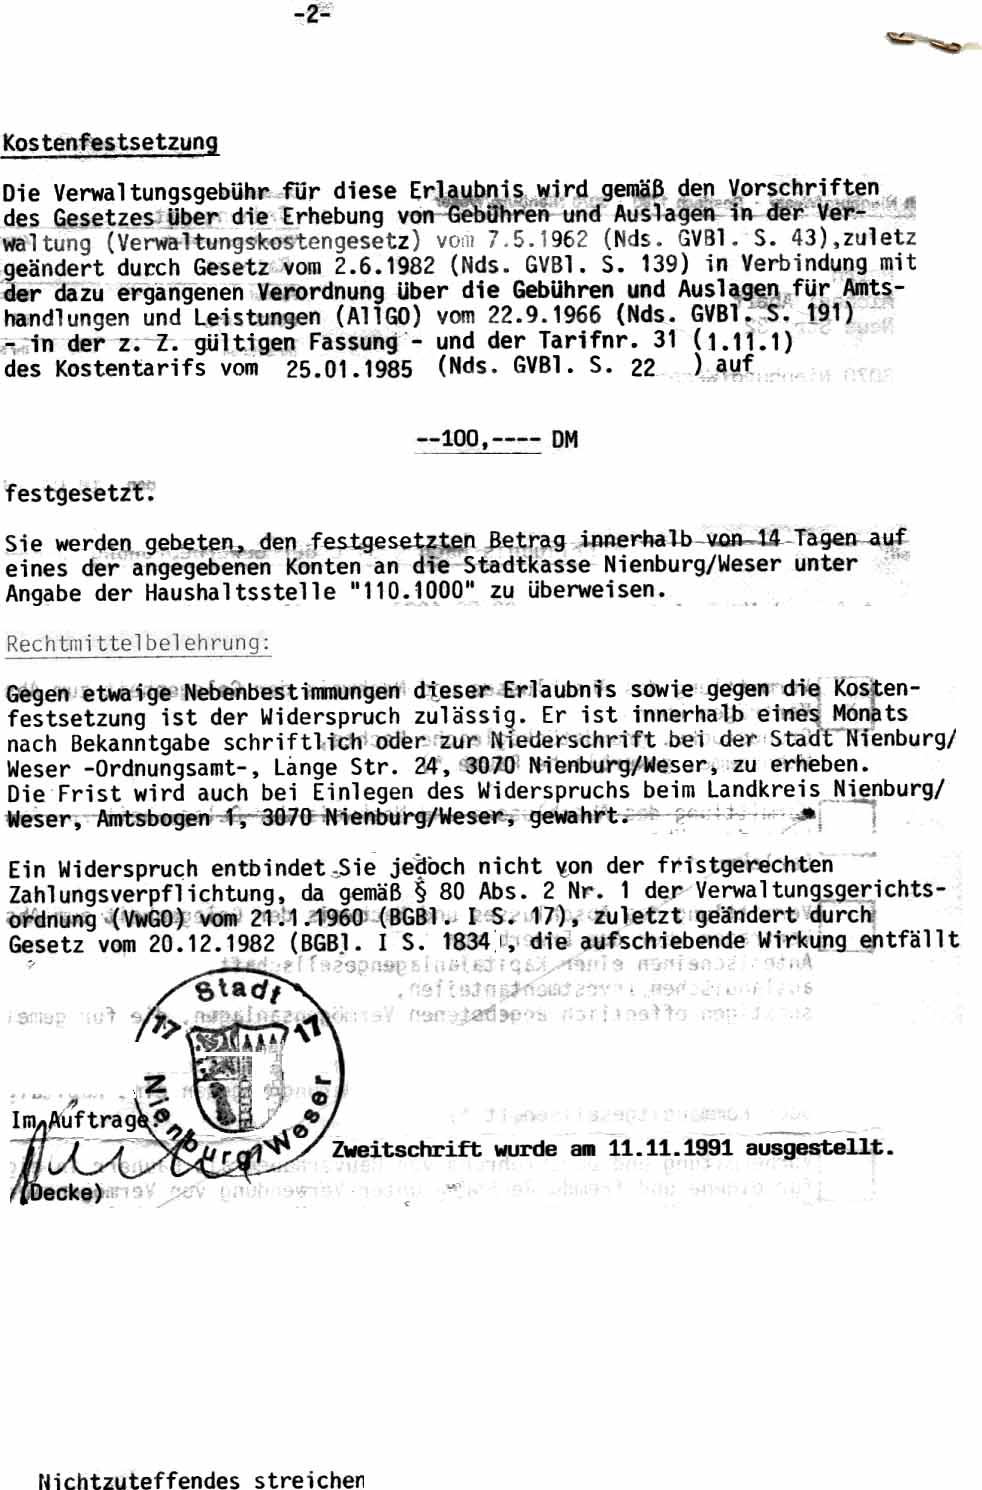 -2-
Kostenfestsetzung
Die Verwaltungsgebühr für diese Erlaubnis wird gemäß den Vorschriften
des Gesetzes über die Erhebung von Gebühren und Auslagen in der Ver-
waltung (Verwaltungskostengesetz) vom 7.5.1962 (Nds. GVBl. S. 43),zuletz
geändert durch Gesetz vom 2.6.1982 (Nds. GVBl. S. 139) in Verbindung mit
der dazu ergangenen Verordnung über die Gebühren und Auslagen für Amts-
handlungen und Leistungen (AllGO) vom 22.9.1966 (Nds. GVBl. S. 191)
- in der z. Z. gültigen Fassung - und der Tarifnr. 31 (1.11.1)
des Kostentarifs vom 25.01.1985 (Nds. GVBl. S. 22 ) auf
--100,---- DM
festgesetzt.
Sie werden gebeten, den festgesetzten Betrag innerhalb von 14 Tagen auf
eines der angegebenen Konten an die Stadtkasse Nienburg/Weser unter
Angabe der Haushaltsstelle "110.1000" zu überweisen.
Rechtmittelbelehrung:
Gegen etwaige Nebenbestimmungen dieser Erlaubnis sowie gegen die Kosten-
festsetzung ist der Widerspruch zulässig. Er ist innerhalb eines Monats
nach Bekanntgabe schriftlich oder zur Niederschrift bei der Stadt Nienburg/
Weser -Ordnungsamt-, Lange Str. 24, 3070 Nienburg/Weser, zu erheben.
Die Frist wird auch bei Einlegen des Widerspruchs beim Landkreis Nienburg/
Weser, Amtsbogen 1, 3070 Nienburg/Weser, gewahrt.
Ein Widerspruch entbindet Sie jedoch nicht von der fristgerechten
Zahlungsverpflichtung, da gemäß § 80 Abs. 2 Nr. 1 der Verwaltungsgerichts-
ordnung (VwGO) vom 21.1.1960 (BGBl. I S. 17), zuletzt geändert durch
Gesetz vom 20.12.1982 (BGBl. I S. 1834), die aufschiebende Wirkung entfällt
Stadt
17 17
Nienburg/Weser
Im Auftrage:
Zweitschrift wurde am 11.11.1991 ausgestellt.
(Decke)
Nichtzuteffendes streichen